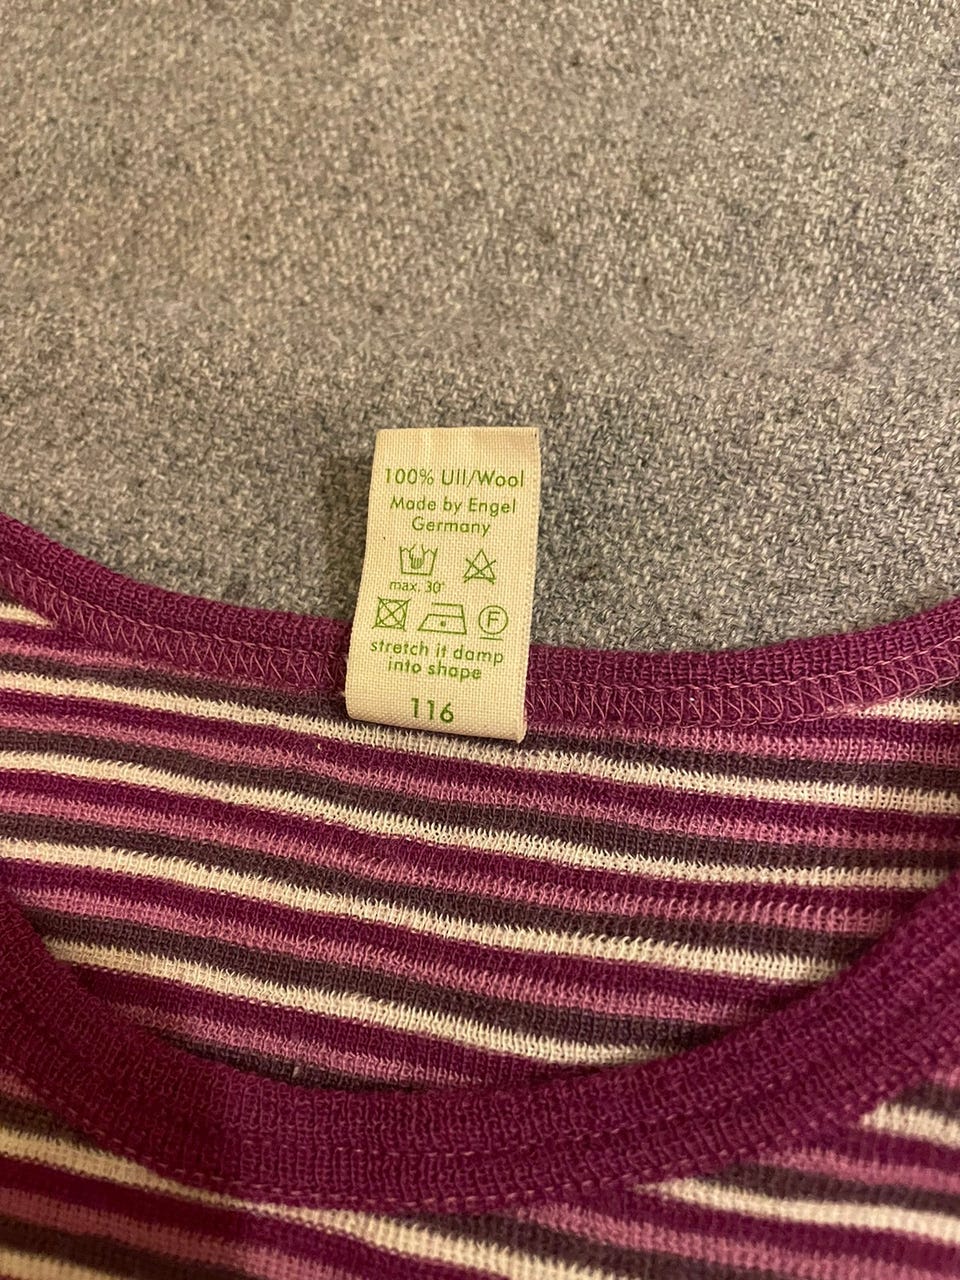 100% Ull/Wool
Made by Engel
Germany
max. 30°
F
stretch it damp
into shape
116